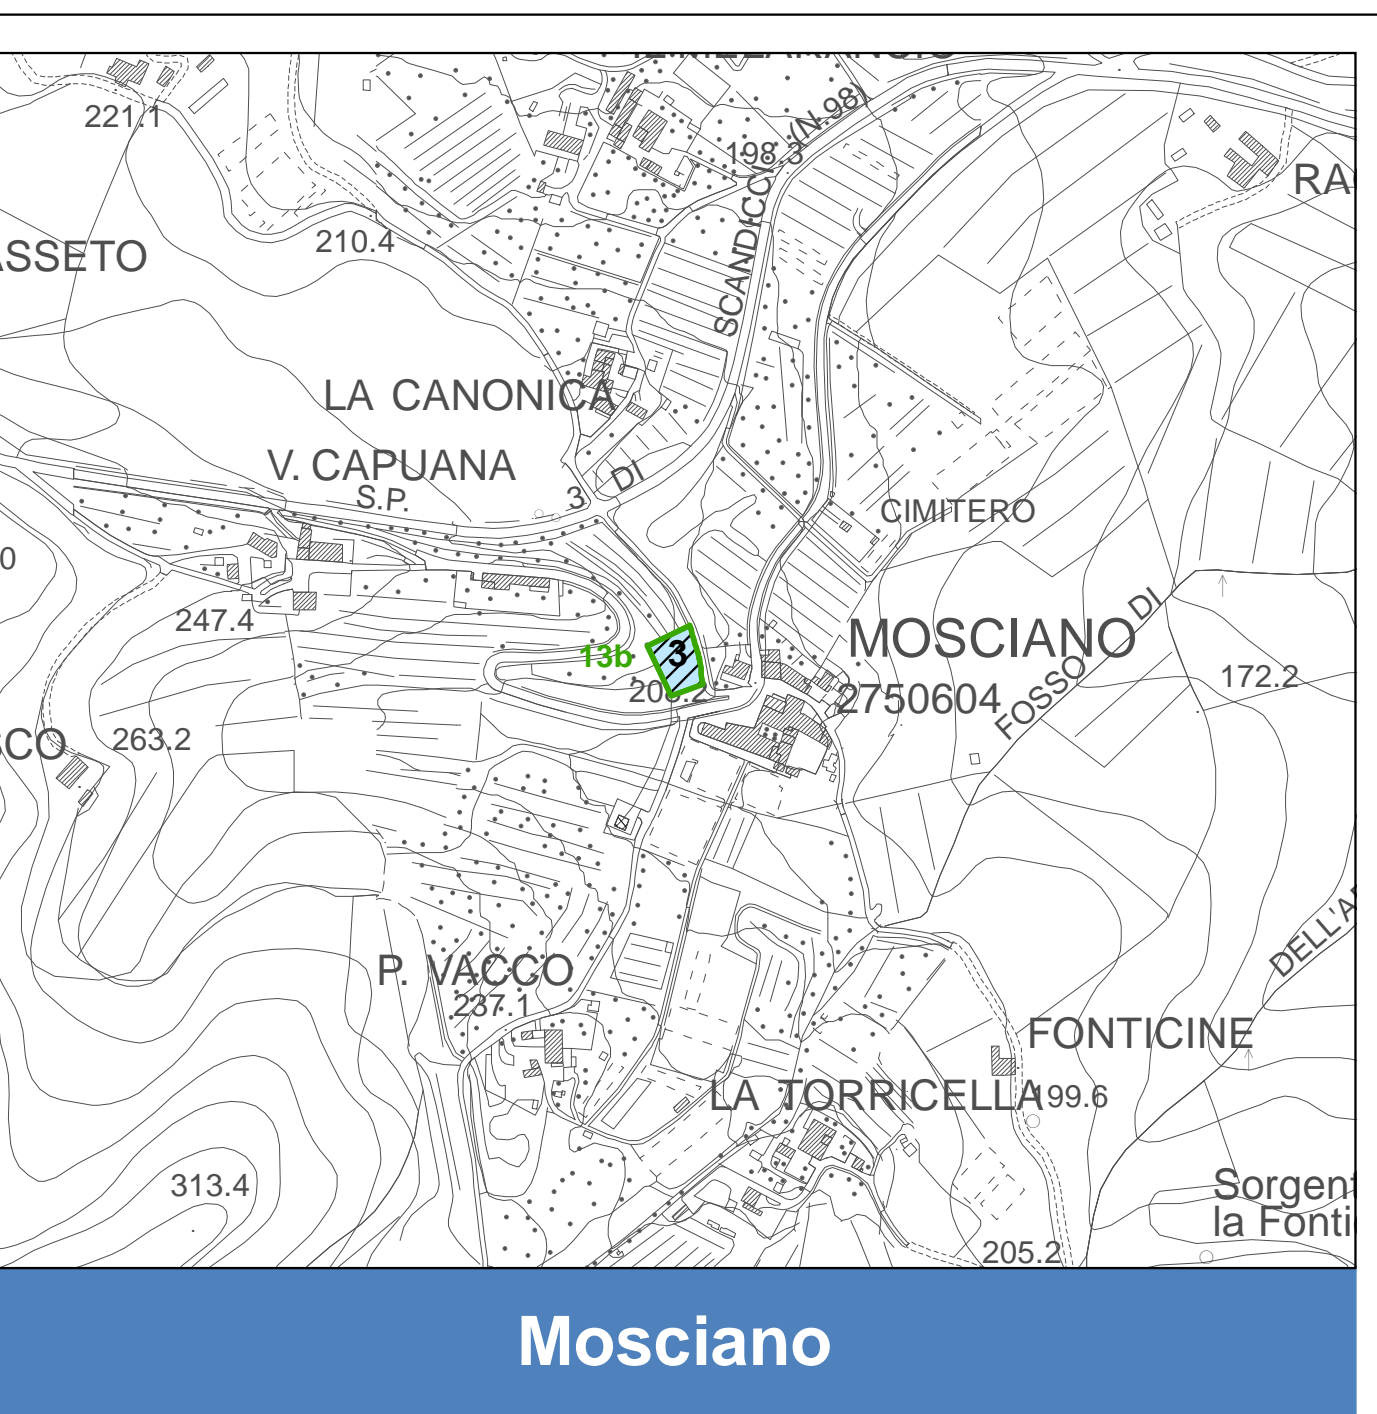 221.1
(N.98)
198.3
RA
210.4
ASSETO
SCANDICCI
LA CANONICA
V. CAPUANA
S.P.
3
DI
CIMITERO
0
247.4
FOSSO DI
MOSCIANO
13b
3
172.2
2750604
263.2
SCO
DELL'A
P. VACCO
237.1
FONTICINE
LA TORRICELLA
199.6
313.4
Sorgent
la Fonti
205.2
Mosciano